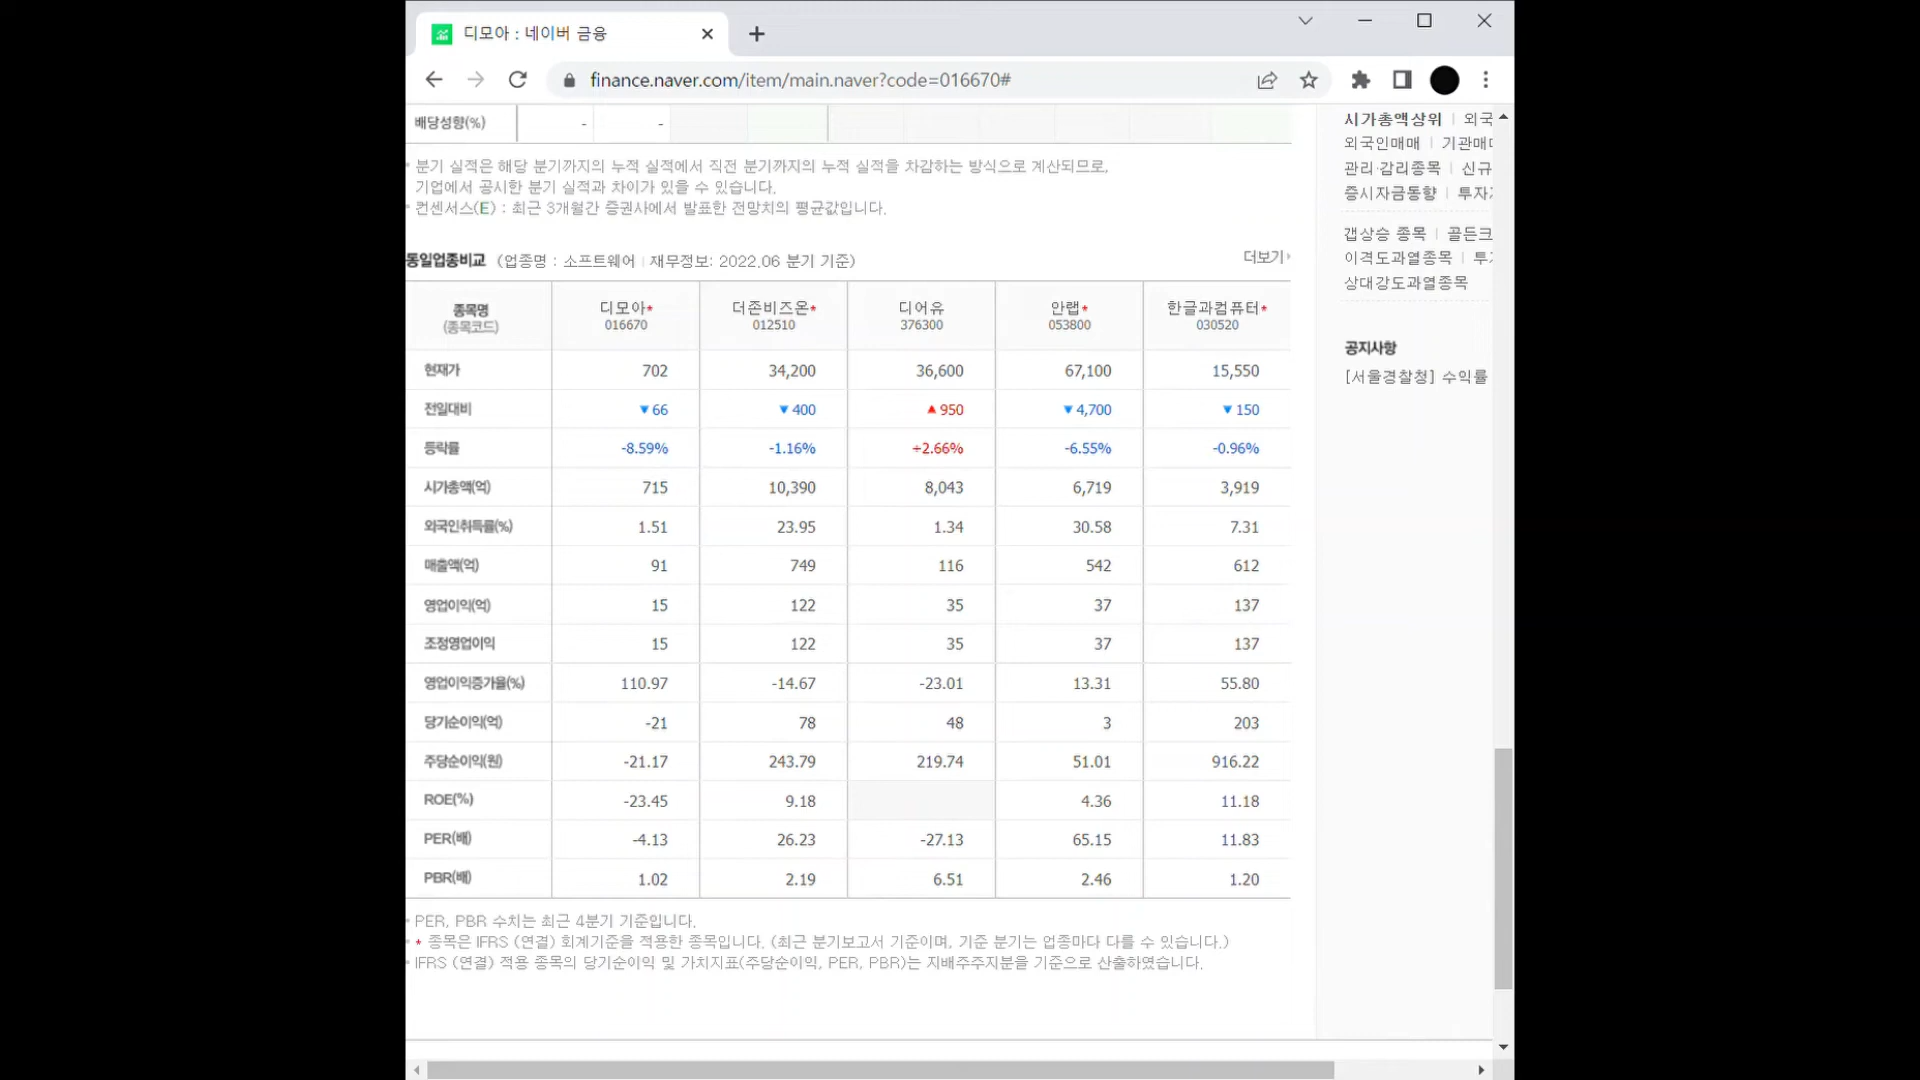 디모아 : 네이버 금융
finance.naver.com/item/main.naver?code=016670#
배당성향(%) - -
분기 실적은 해당 분기까지의 누적 실적에서 직전 분기까지의 누적 실적을 차감하는 방식으로 계산되므로,
기업에서 공시한 분기 실적과 차이가 있을 수 있습니다.
컨센서스(E) : 최근 3개월간 증권사에서 발표한 전망치의 평균값입니다.
동일업종비교 (업종명 : 소프트웨어 | 재무정보: 2022.06 분기 기준) 더보기
종목명 디모아* 더존비즈온* 디어유 안랩* 한글과컴퓨터*
(종목코드) 016670 012510 376300 053800 030520
현재가 702 34,200 36,600 67,100 15,550
전일대비 ▼66 ▼400 ▲950 ▼4,700 ▼150
등락률 -8.59% -1.16% +2.66% -6.55% -0.96%
시가총액(억) 715 10,390 8,043 6,719 3,919
외국인취득률(%) 1.51 23.95 1.34 30.58 7.31
매출액(억) 91 749 116 542 612
영업이익(억) 15 122 35 37 137
조정영업이익 15 122 35 37 137
영업이익증가율(%) 110.97 -14.67 -23.01 13.31 55.80
당기순이익(억) -21 78 48 3 203
주당순이익(원) -21.17 243.79 219.74 51.01 916.22
ROE(%) -23.45 9.18 4.36 11.18
PER(배) -4.13 26.23 -27.13 65.15 11.83
PBR(배) 1.02 2.19 6.51 2.46 1.20
PER, PBR 수치는 최근 4분기 기준입니다.
* 종목은 IFRS (연결) 회계기준을 적용한 종목입니다. (최근 분기보고서 기준이며, 기준 분기는 업종마다 다를 수 있습니다.)
IFRS (연결) 적용 종목의 당기순이익 및 가치지표(주당순이익, PER, PBR)는 지배주주지분을 기준으로 산출하였습니다.
시가총액상위 | 외국
외국인매매 | 기관매
관리·감리종목 | 신규
증시자금동향 | 투자
갭상승 종목 | 골든크
이격도과열종목 | 투
상대강도과열종목
공지사항
[서울경찰청] 수익률